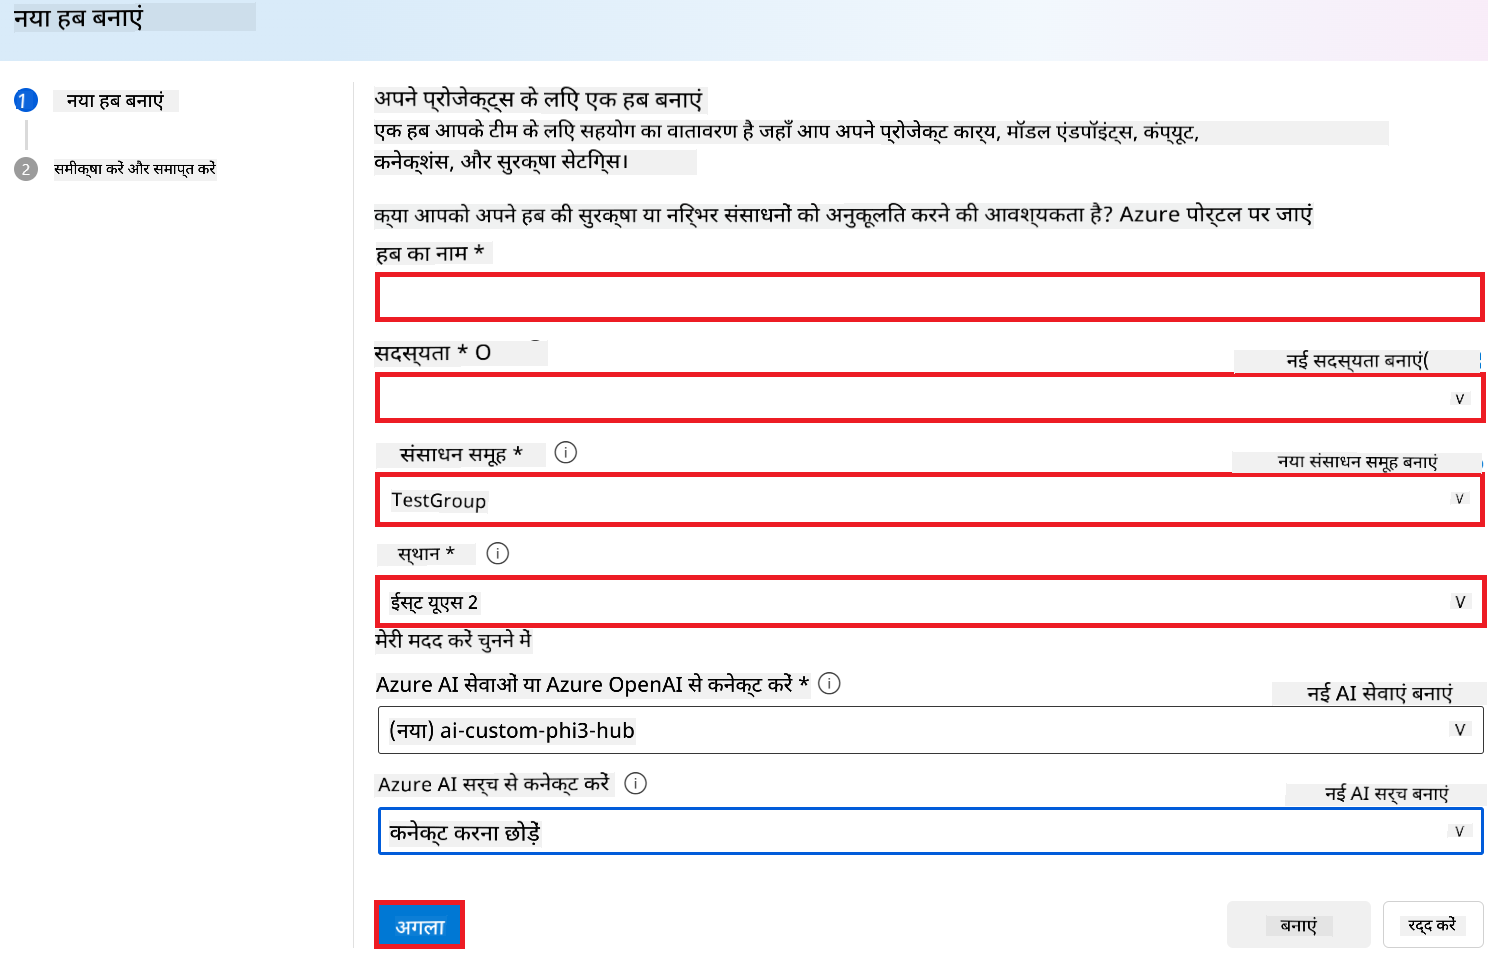 नया हब बनाएं
1 नया हब बनाएं
2 समीक्षा करें और समाप्त करें
अपने प्रोजेक्ट्स के लिए एक हब बनाएं
एक हब आपके टीम के लिए सहयोग का वातावरण है जहाँ आप अपने प्रोजेक्ट कार्य, मॉडल एंडपॉइंट्स, कंप्यूट,
कनेक्शंस, और सुरक्षा सेटिंग्स।
क्या आपको अपने हब की सुरक्षा या निर्भर संसाधनों को अनुकूलित करने की आवश्यकता है? Azure पोर्टल पर जाएं
हब का नाम *
सदस्यता * O
नई सदस्यता बनाएं(
V
संसाधन समूह *
नया संसाधन समूह बनाएं
TestGroup
V
स्थान *
ईस्ट यूएस 2
V
मेरी मदद करें चुनने में
Azure AI सेवाओं या Azure OpenAI से कनेक्ट करें *
नई AI सेवाएं बनाएं
(नया) ai-custom-phi3-hub
V
Azure AI सर्च से कनेक्ट करें
नई AI सर्च बनाएं
कनेक्ट करना छोड़ें
V
अगला
बनाएं
रद्द करें